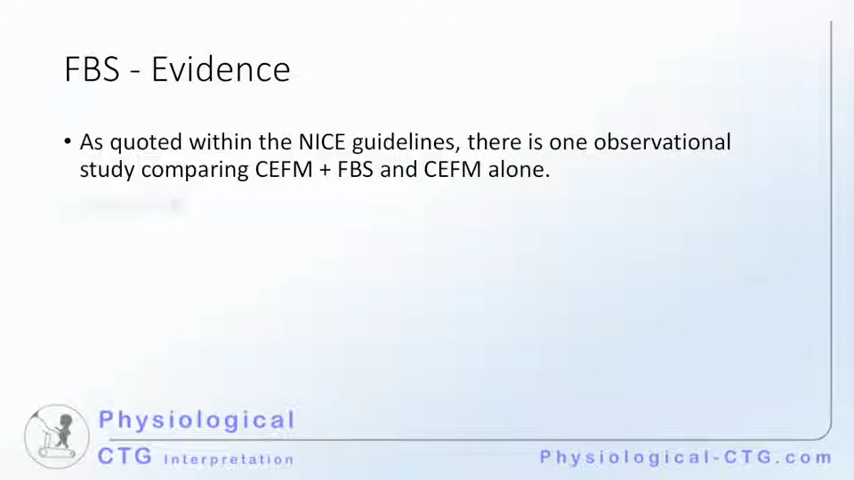 FBS - Evidence
• As quoted within the NICE guidelines, there is one observational
study comparing CEFM + FBS and CEFM alone.
Physiological
CTG Interpretation
Physiological-CTG.com